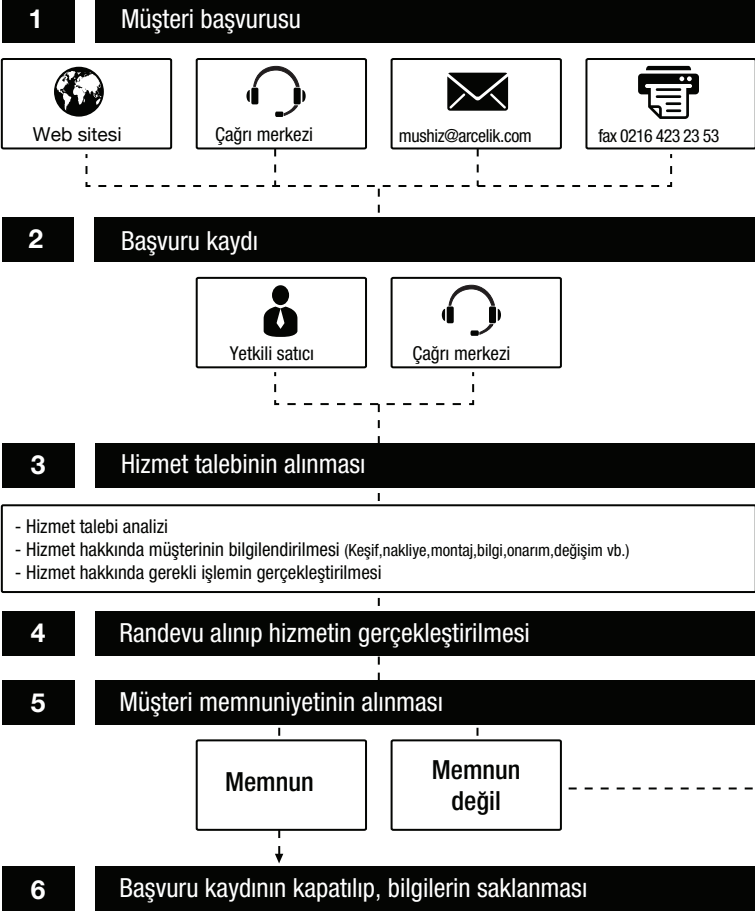 1 Müşteri başvurusu
Web sitesi
Çağrı merkezi
mushiz@arcelik.com
fax 0216 423 23 53
2 Başvuru kaydı
Yetkili satıcı
Çağrı merkezi
3 Hizmet talebinin alınması
- Hizmet talebi analizi
- Hizmet hakkında müşterinin bilgilendirilmesi (Keşif,nakliye,montaj,bilgi,onarım,değişim vb.)
- Hizmet hakkında gerekli işlemin gerçekleştirilmesi
4 Randevu alınıp hizmetin gerçekleştirilmesi
5 Müşteri memnuniyetinin alınması
Memnun
Memnun
değil
6 Başvuru kaydının kapatılıp, bilgilerin saklanması